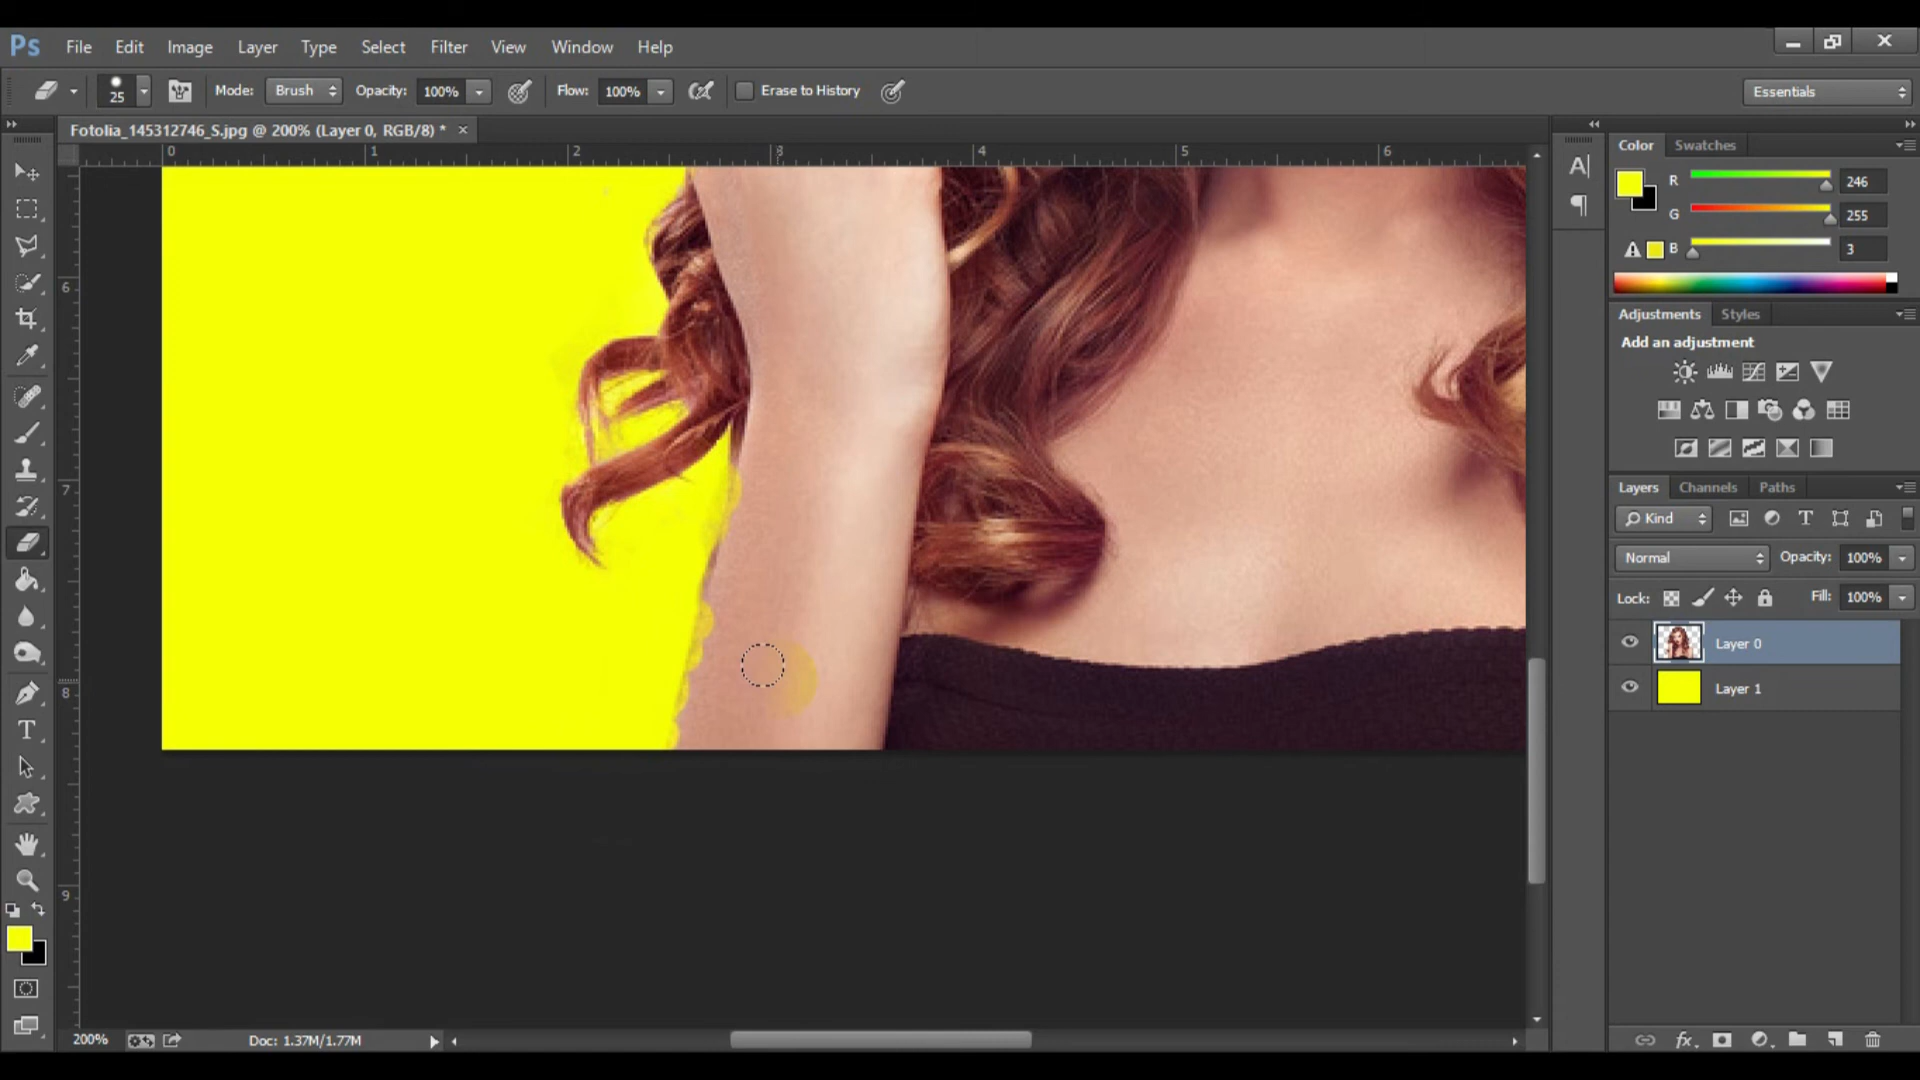 Ps File Edit Image Layer Type Select Filter View Window Help
25 Mode: Brush Opacity: 100% Flow: 100% Erase to History Essentials
Fotolia_145312746_S.jpg @ 200% (Layer 0, RGB/8) * ×
0 1 2 3 4 5 6
6
7
8
9
Color Swatches
R 246
G 255
B 3
Adjustments Styles
Add an adjustment
Layers Channels Paths
Kind
Normal Opacity: 100%
Lock: Fill: 100%
Layer 0
Layer 1
200% Doc: 1.37M/1.77M